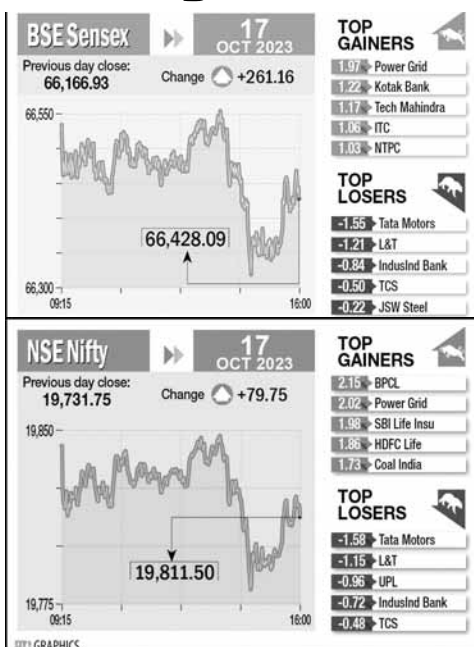 BSE Sensex
17
OCT 2023
Previous day close:
66,166.93
Change +261.16
66,550
66,428.09
66,300
09:15 16:00
TOP
GAINERS
1.97 Power Grid
1.22 Kotak Bank
1.17 Tech Mahindra
1.06 ITC
1.03 NTPC
TOP
LOSERS
-1.55 Tata Motors
-1.21 L&T
-0.84 IndusInd Bank
-0.50 TCS
-0.22 JSW Steel
NSE Nifty
17
OCT 2023
Previous day close:
19,731.75
Change +79.75
19,850
19,811.50
19,775
09:15 16:00
TOP
GAINERS
2.15 BPCL
2.02 Power Grid
1.98 SBI Life Insu
1.86 HDFC Life
1.73 Coal India
TOP
LOSERS
-1.58 Tata Motors
-1.15 L&T
-0.96 UPL
-0.72 IndusInd Bank
-0.48 TCS
GRAPHICS